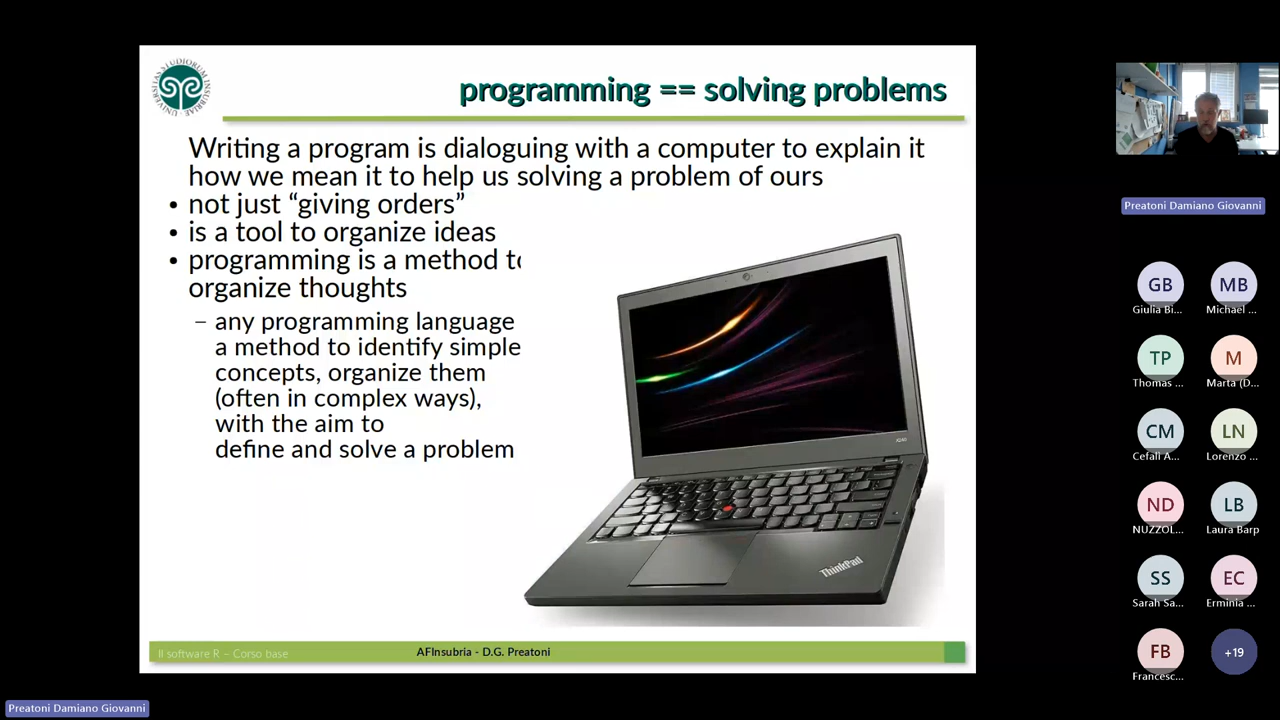 programming == solving problems
Writing a program is dialoguing with a computer to explain it
how we mean it to help us solving a problem of ours
• not just “giving orders”
• is a tool to organize ideas
• programming is a method to
organize thoughts
– any programming language
a method to identify simple
concepts, organize them
(often in complex ways),
with the aim to
define and solve a problem
ThinkPad
Il software R – Corso base
AFInsubria - D.G. Preatoni
Preatoni Damiano Giovanni
GB
MB
Giulia Bi...
Michael ...
TP
M
Thomas ...
Marta (D...
CM
LN
Cefalì A...
Lorenzo ...
ND
LB
NUZZOL...
Laura Barp
SS
EC
Sarah Sa...
Erminia ...
FB
+19
Francesc...
Preatoni Damiano Giovanni